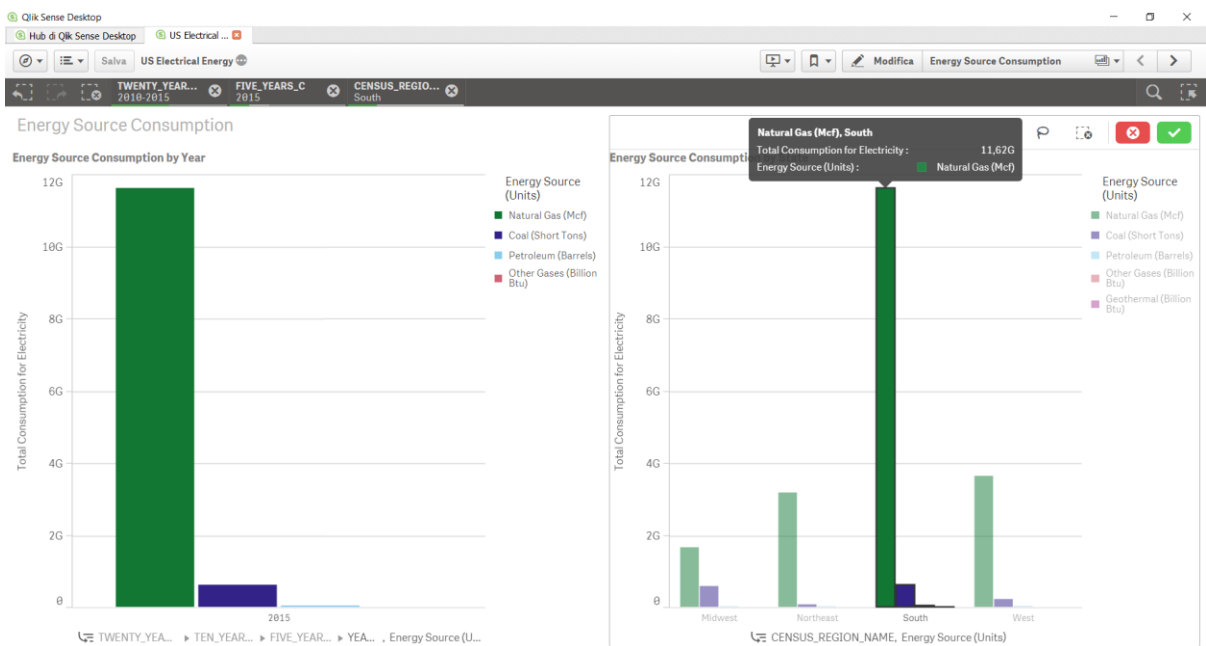 Qlik Sense Desktop
Hub di Qlik Sense Desktop
US Electrical ...
Salva
US Electrical Energy
Modifica
Energy Source Consumption
TWENTY_YEAR...
2010-2015
FIVE_YEARS_C
2015
CENSUS_REGIO...
South
Energy Source Consumption
Energy Source Consumption by Year
12G
10G
8G
6G
4G
2G
0
Total Consumption for Electricity
2015
TWENTY_YEA... ▸ TEN_YEAR... ▸ FIVE_YEAR... ▸ YEA... , Energy Source (U...
Energy Source
(Units)
Natural Gas (Mcf)
Coal (Short Tons)
Petroleum (Barrels)
Other Gases (Billion
Btu)
Natural Gas (Mcf), South
Total Consumption for Electricity : 11,62G
Energy Source (Units) : Natural Gas (Mcf)
Energy Source Consumption by State
12G
10G
8G
6G
4G
2G
0
Total Consumption for Electricity
Midwest
Northeast
South
West
CENSUS_REGION_NAME, Energy Source (Units)
Energy Source
(Units)
Natural Gas (Mcf)
Coal (Short Tons)
Petroleum (Barrels)
Other Gases (Billion
Btu)
Geothermal (Billion
Btu)